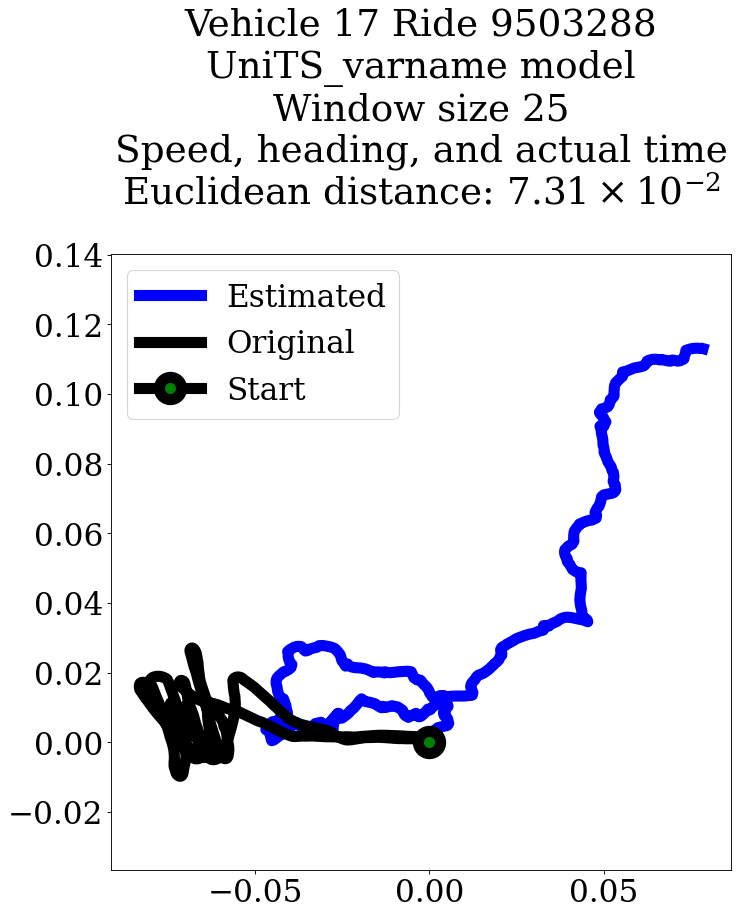 Vehicle 17 Ride 9503288
UniTS_varname model
Window size 25
Speed, heading, and actual time
Euclidean distance: 7.31 × 10⁻²
0.14
Estimated
0.12
Original
0.10
Start
0.08
0.06
0.04
0.02
0.00
−0.02
−0.05 0.00 0.05